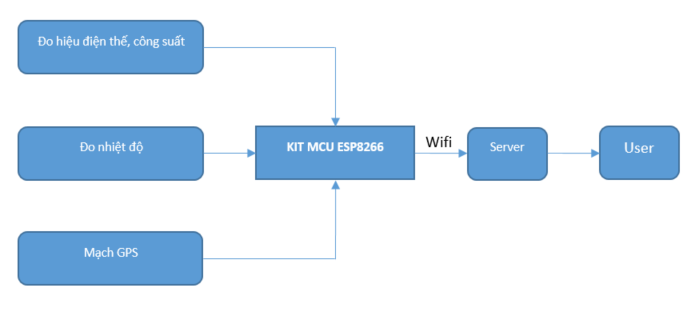 Đo hiệu điện thế, công suất
Đo nhiệt độ
KIT MCU ESP8266
Wifi
Server
User
Mạch GPS